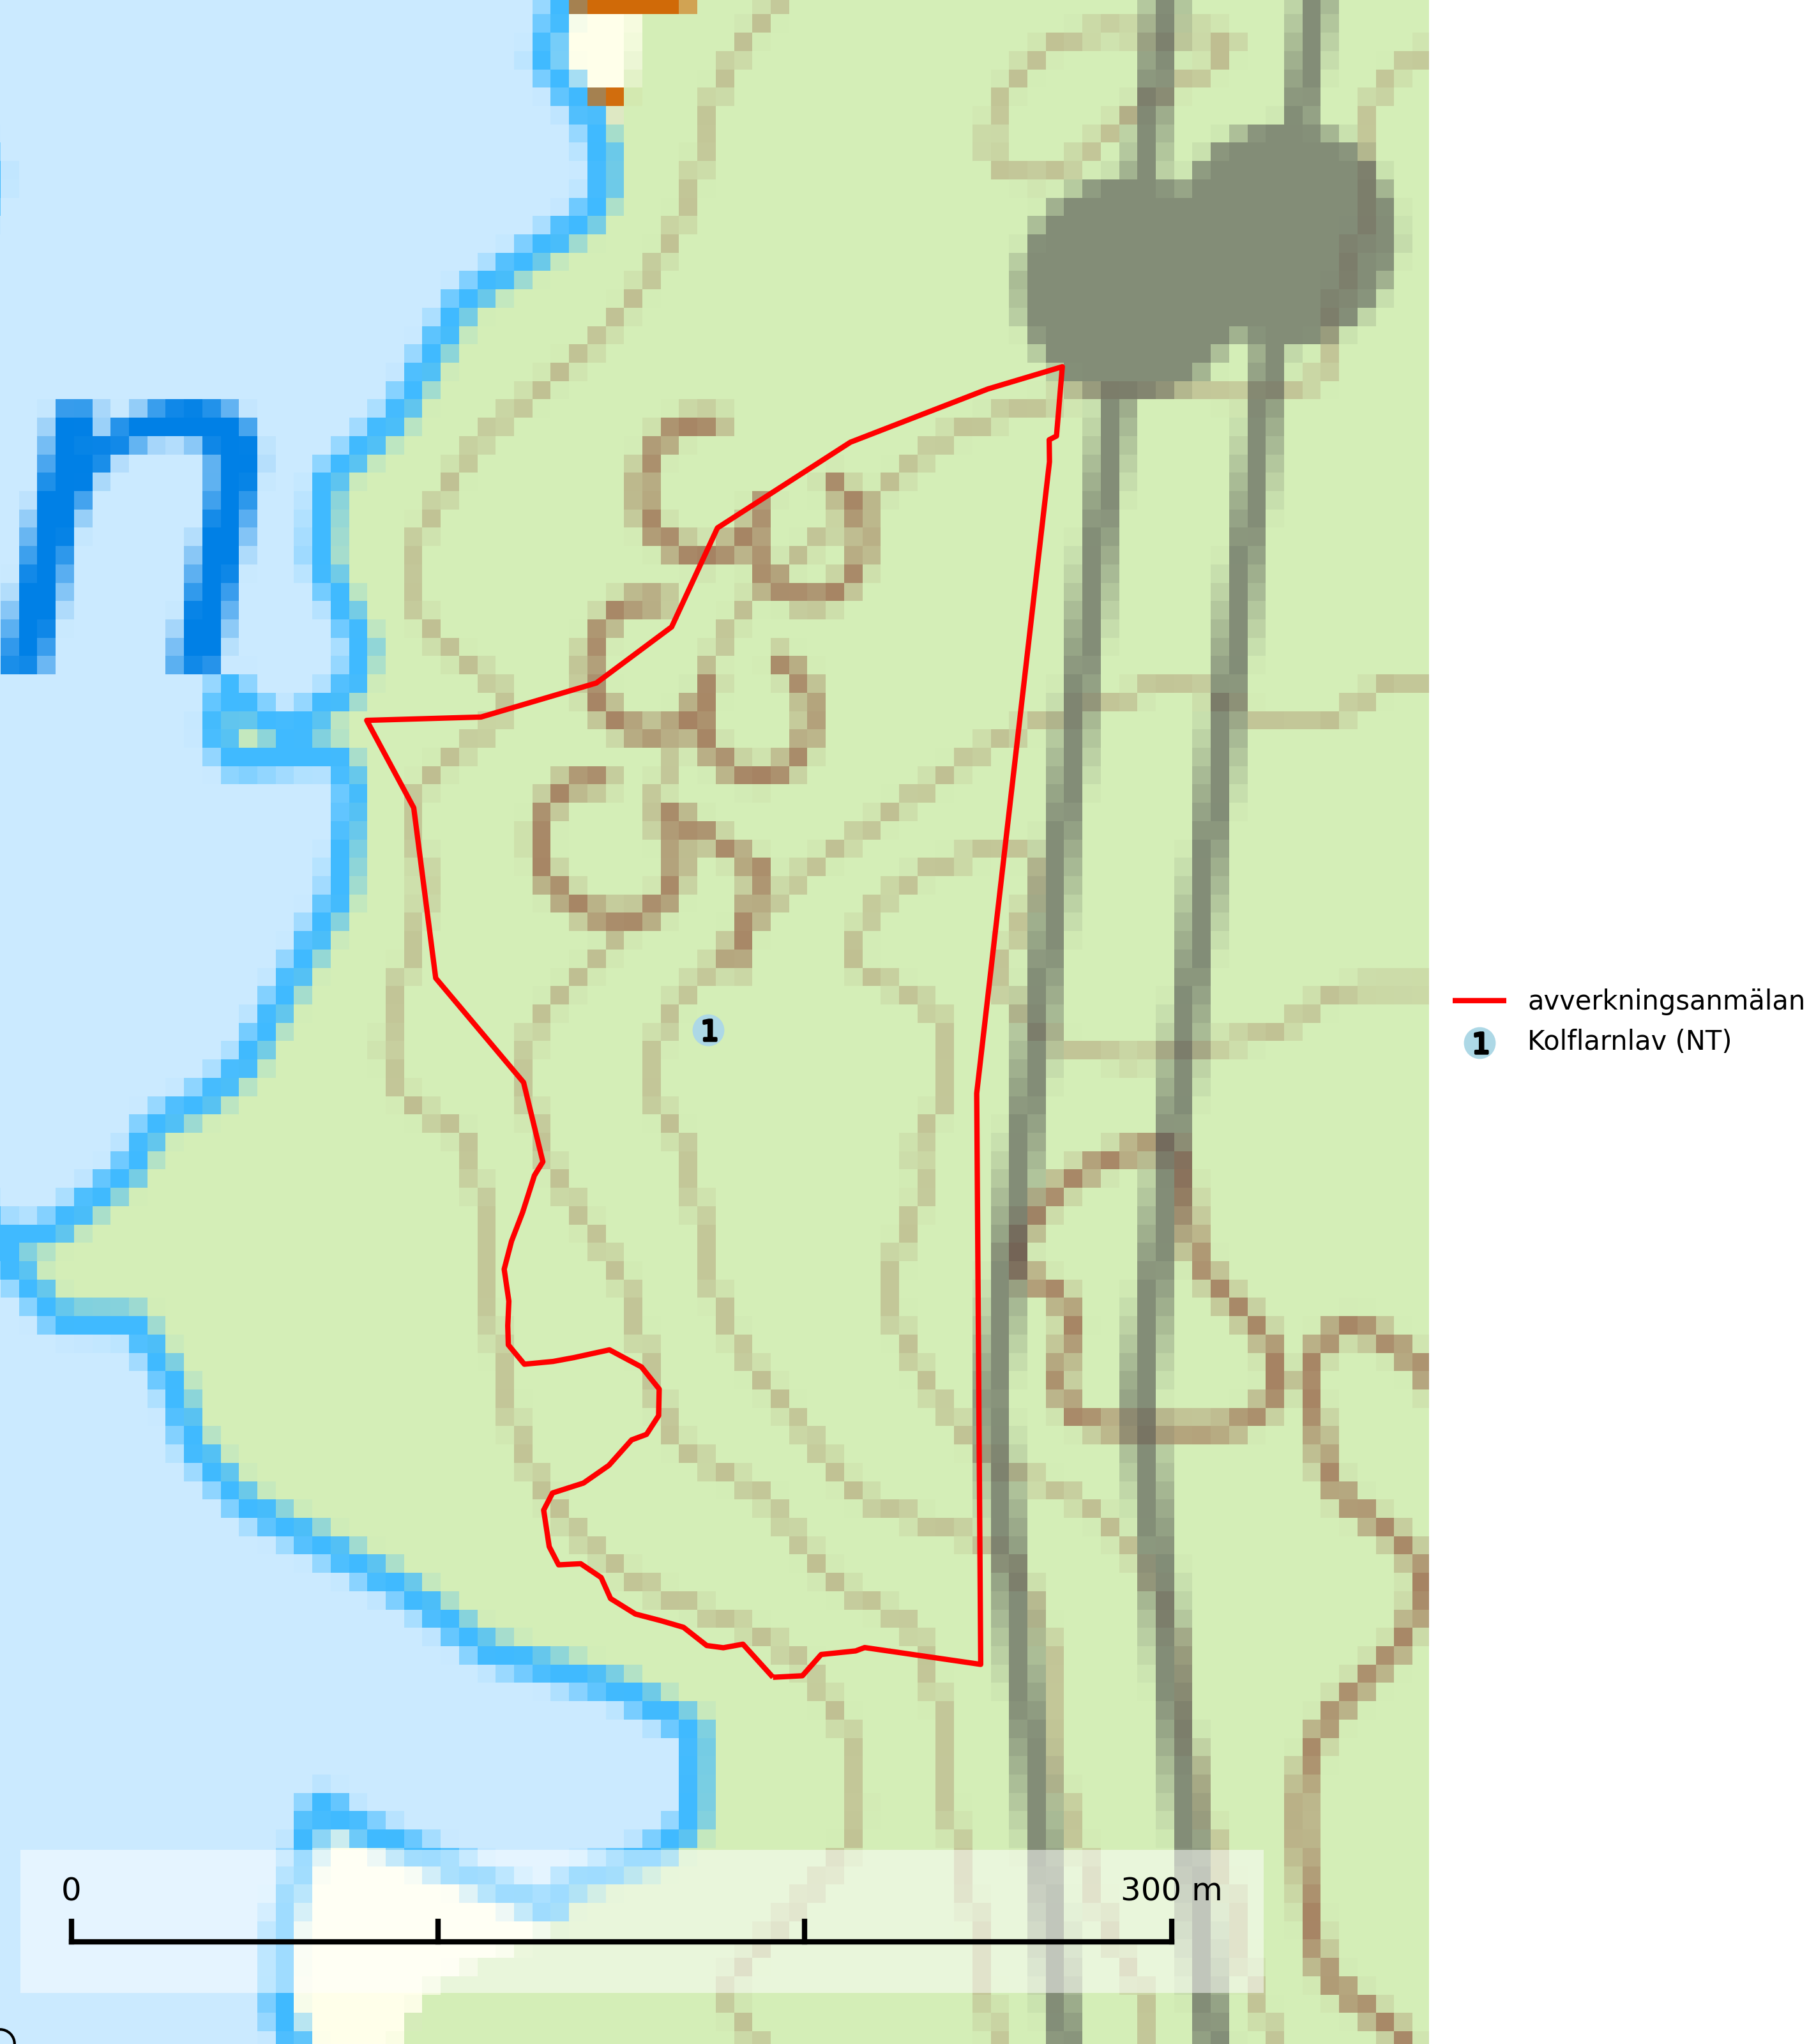 n
1
avverkningsanmälan
1 Kolflarnlav (NT)
0 300 m